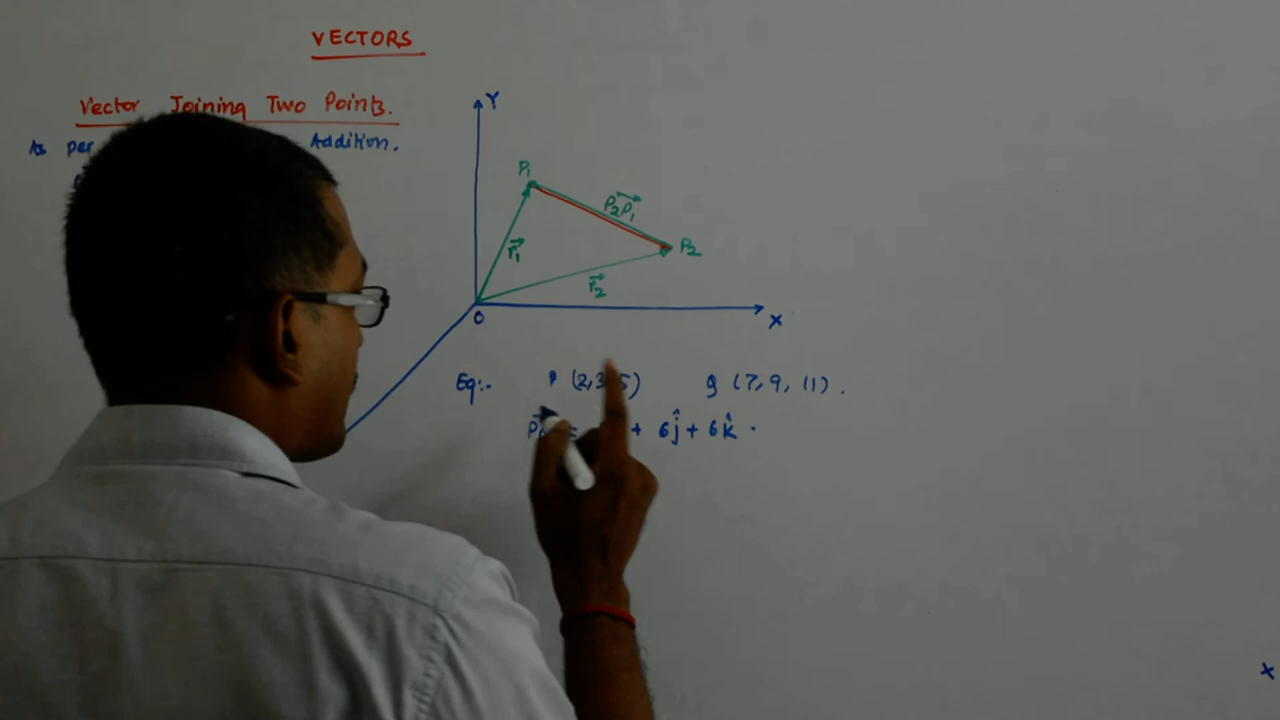 VECTORS
Vector Joining Two Points.
As per Addition.
Y
P₁
P₂P₁
r₁
P₂
r₂
O
X
Eg:- P (2,3,5) Q (7, 9, 11).
+ 6ĵ + 6k̂ .
x